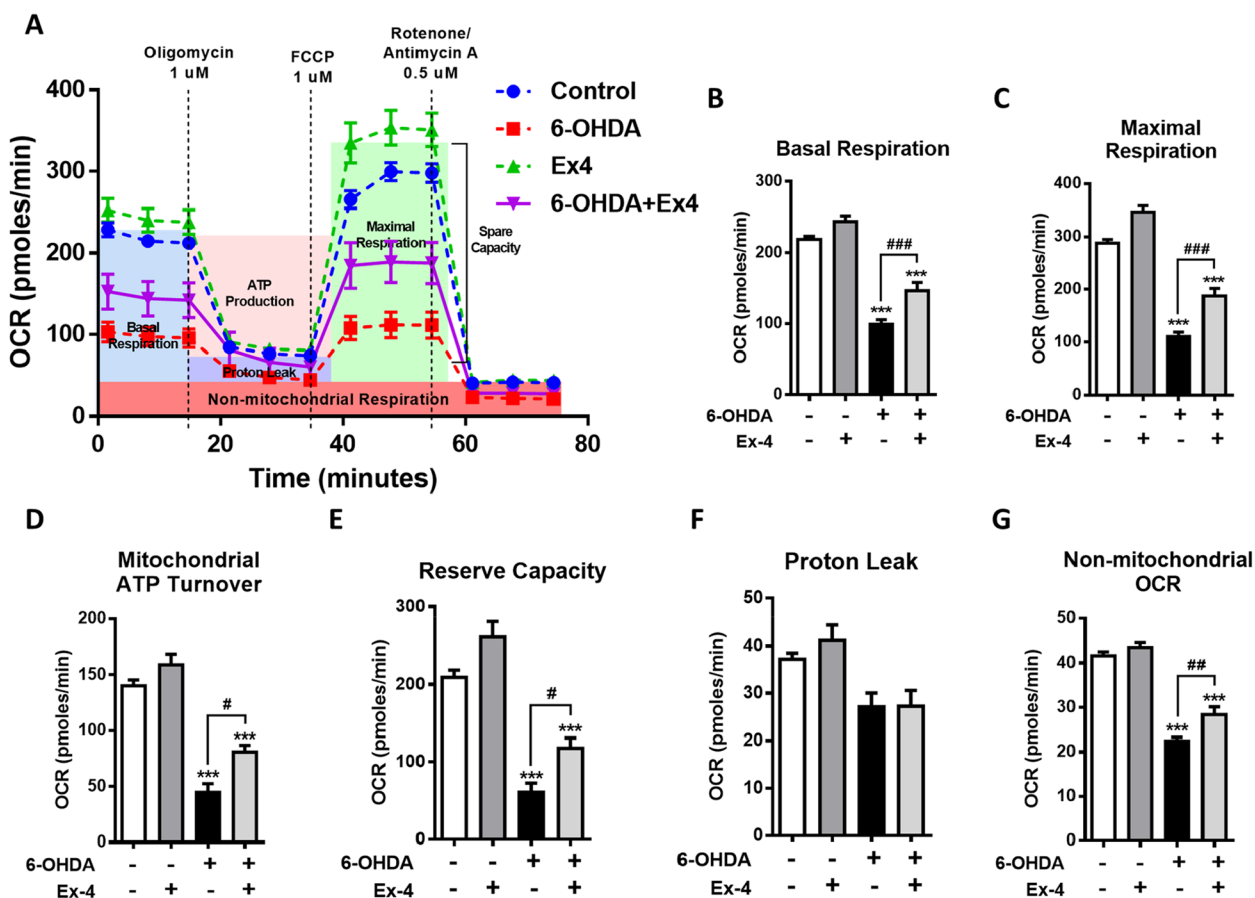 A
Oligomycin
1 uM
FCCP
1 uM
Rotenone/
Antimycin A
0.5 uM
OCR (pmoles/min)
400
300
200
100
0
0
20
40
60
80
Time (minutes)
Control
6-OHDA
Ex4
6-OHDA+Ex4
Basal
Respiration
ATP
Production
Proton Leak
Maximal
Respiration
Spare
Capacity
Non-mitochondrial Respiration
B
Basal Respiration
OCR (pmoles/min)
300
200
100
0
###
***
***
6-OHDA - - + +
Ex-4 - + - +
C
Maximal
Respiration
OCR (pmoles/min)
400
300
200
100
0
###
***
***
6-OHDA - - + +
Ex-4 - + - +
D
Mitochondrial
ATP Turnover
OCR (pmoles/min)
200
150
100
50
0
#
***
***
6-OHDA - - + +
Ex-4 - + - +
E
Reserve Capacity
OCR (pmoles/min)
300
200
100
0
#
***
***
6-OHDA - - + +
Ex-4 - + - +
F
Proton Leak
OCR (pmoles/min)
50
40
30
20
10
0
6-OHDA - - + +
Ex-4 - + - +
G
Non-mitochondrial
OCR
OCR (pmoles/min)
50
40
30
20
10
0
##
***
***
6-OHDA - - + +
Ex-4 - + - +